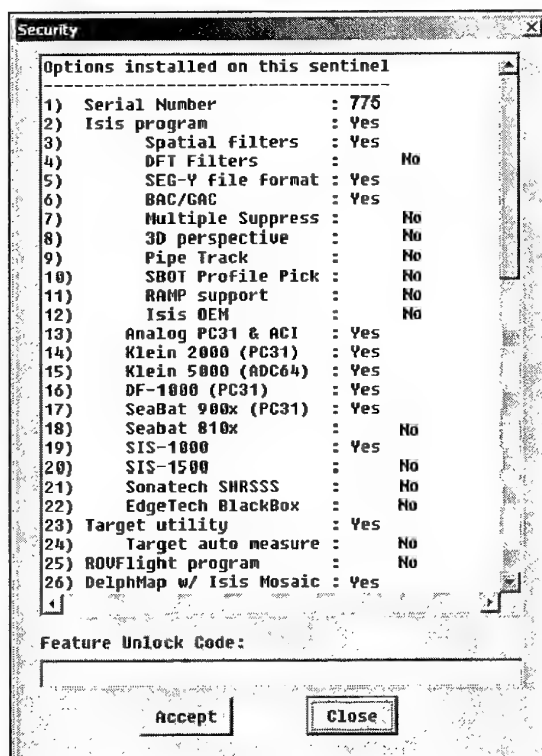 Security
Options installed on this sentinel
-----------------------------------
1) Serial Number : 775
2) Isis program : Yes
3) Spatial filters : Yes
4) DFT Filters : No
5) SEG-Y file format : Yes
6) BAC/GAC : Yes
7) Multiple Suppress : No
8) 3D perspective : No
9) Pipe Track : No
10) SBOT Profile Pick : No
11) RAMP support : No
12) Isis OEM : No
13) Analog PC31 & ACI : Yes
14) Klein 2000 (PC31) : Yes
15) Klein 5000 (ADC64) : Yes
16) DF-1000 (PC31) : Yes
17) SeaBat 900x (PC31) : Yes
18) Seabat 810x : No
19) SIS-1000 : Yes
20) SIS-1500 : No
21) Sonatech SHRSSS : No
22) EdgeTech BlackBox : No
23) Target utility : Yes
24) Target auto measure : No
25) ROVFlight program : No
26) DelphMap w/ Isis Mosaic : Yes
Feature Unlock Code:
Accept Close